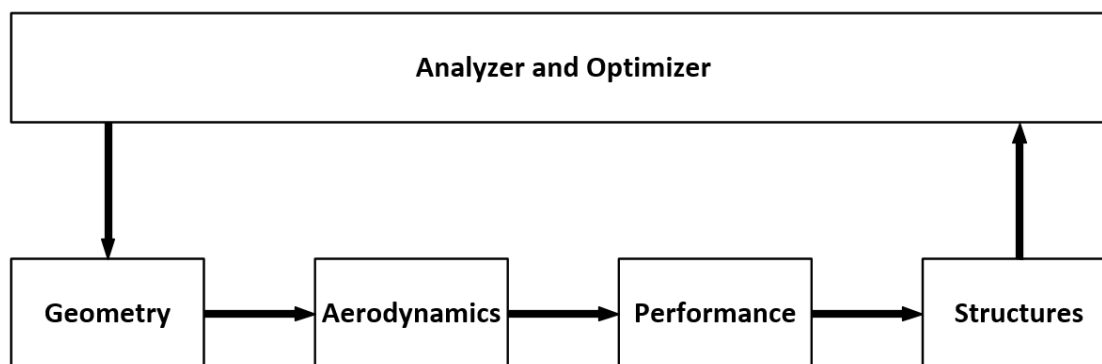 Analyzer and Optimizer
Geometry
Aerodynamics
Performance
Structures